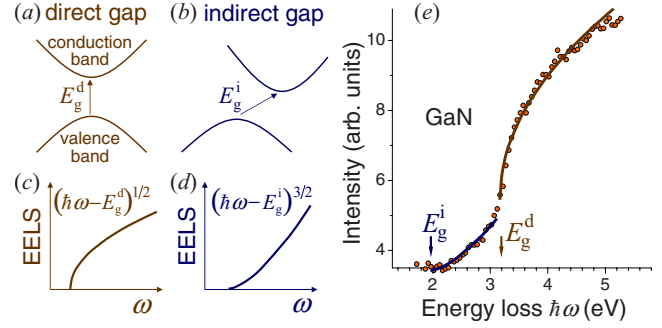 (a) direct gap
conduction
band
E_g^d
valence
band
(b) indirect gap
E_g^i
(c)
(ħω−E_g^d)^{1/2}
EELS
ω
(d)
(ħω−E_g^i)^{3/2}
EELS
ω
(e)
GaN
Intensity (arb. units)
10
8
6
4
E_g^i
E_g^d
2
3
4
5
Energy loss ħω (eV)